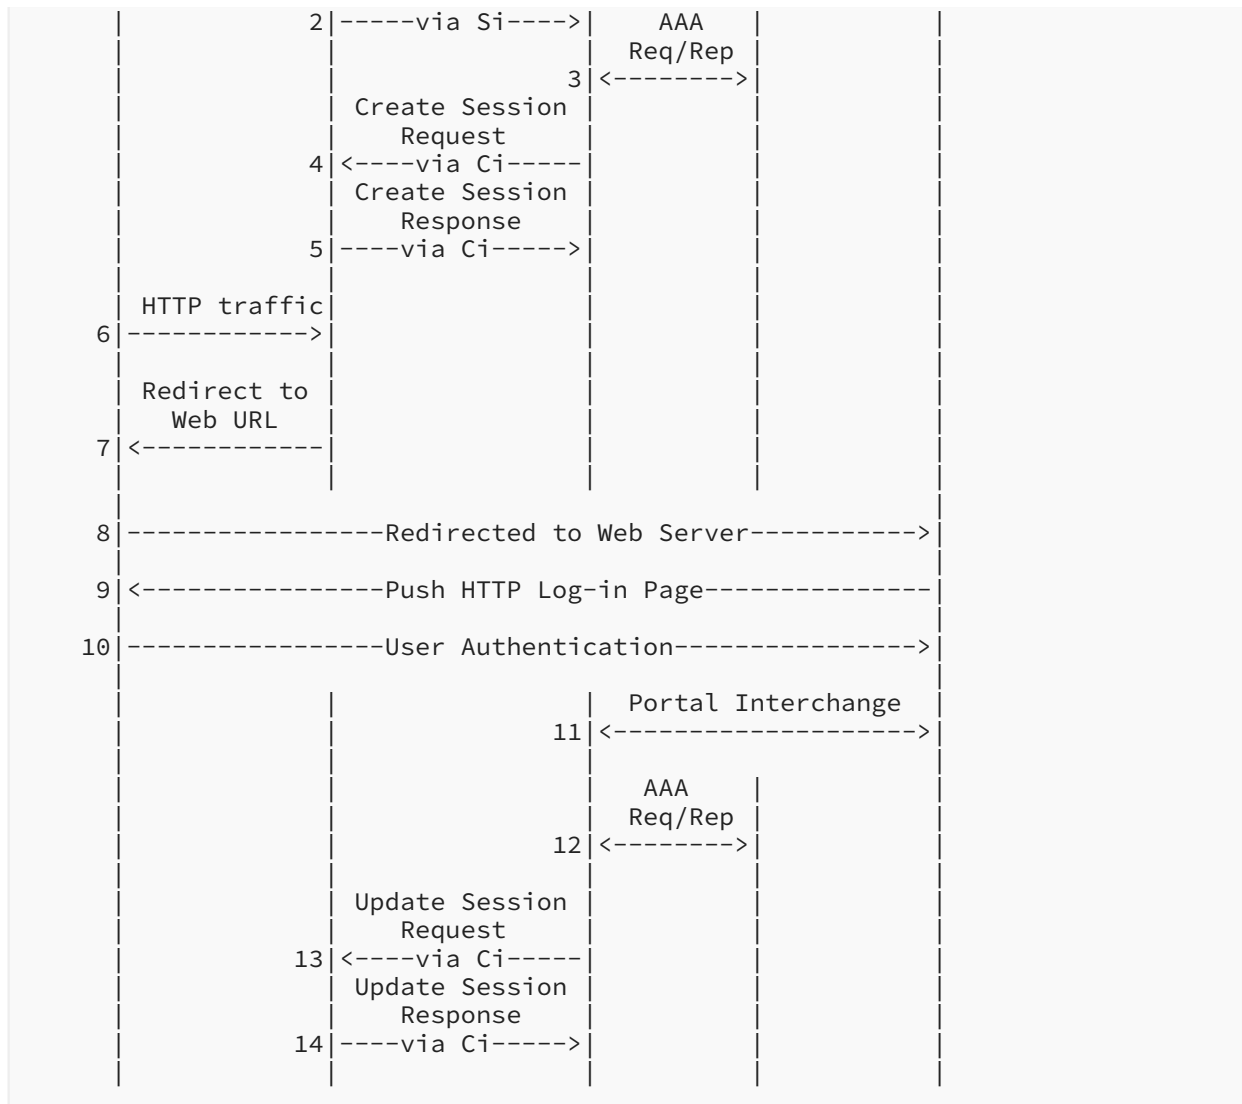 2|-----via Si---->| AAA | |
Req/Rep
3|<-------->|
Create Session
Request
4|<----via Ci-----|
Create Session
Response
5|----via Ci----->|
HTTP traffic|
6|------------>|
Redirect to
Web URL
7|<------------|
8|-----------------Redirected to Web Server----------->|
9|<----------------Push HTTP Log-in Page---------------|
10|-----------------User Authentication---------------->|
Portal Interchange
11|<-------------------->|
AAA
Req/Rep
12|<-------->|
Update Session
Request
13|<----via Ci-----|
Update Session
Response
14|----via Ci----->|